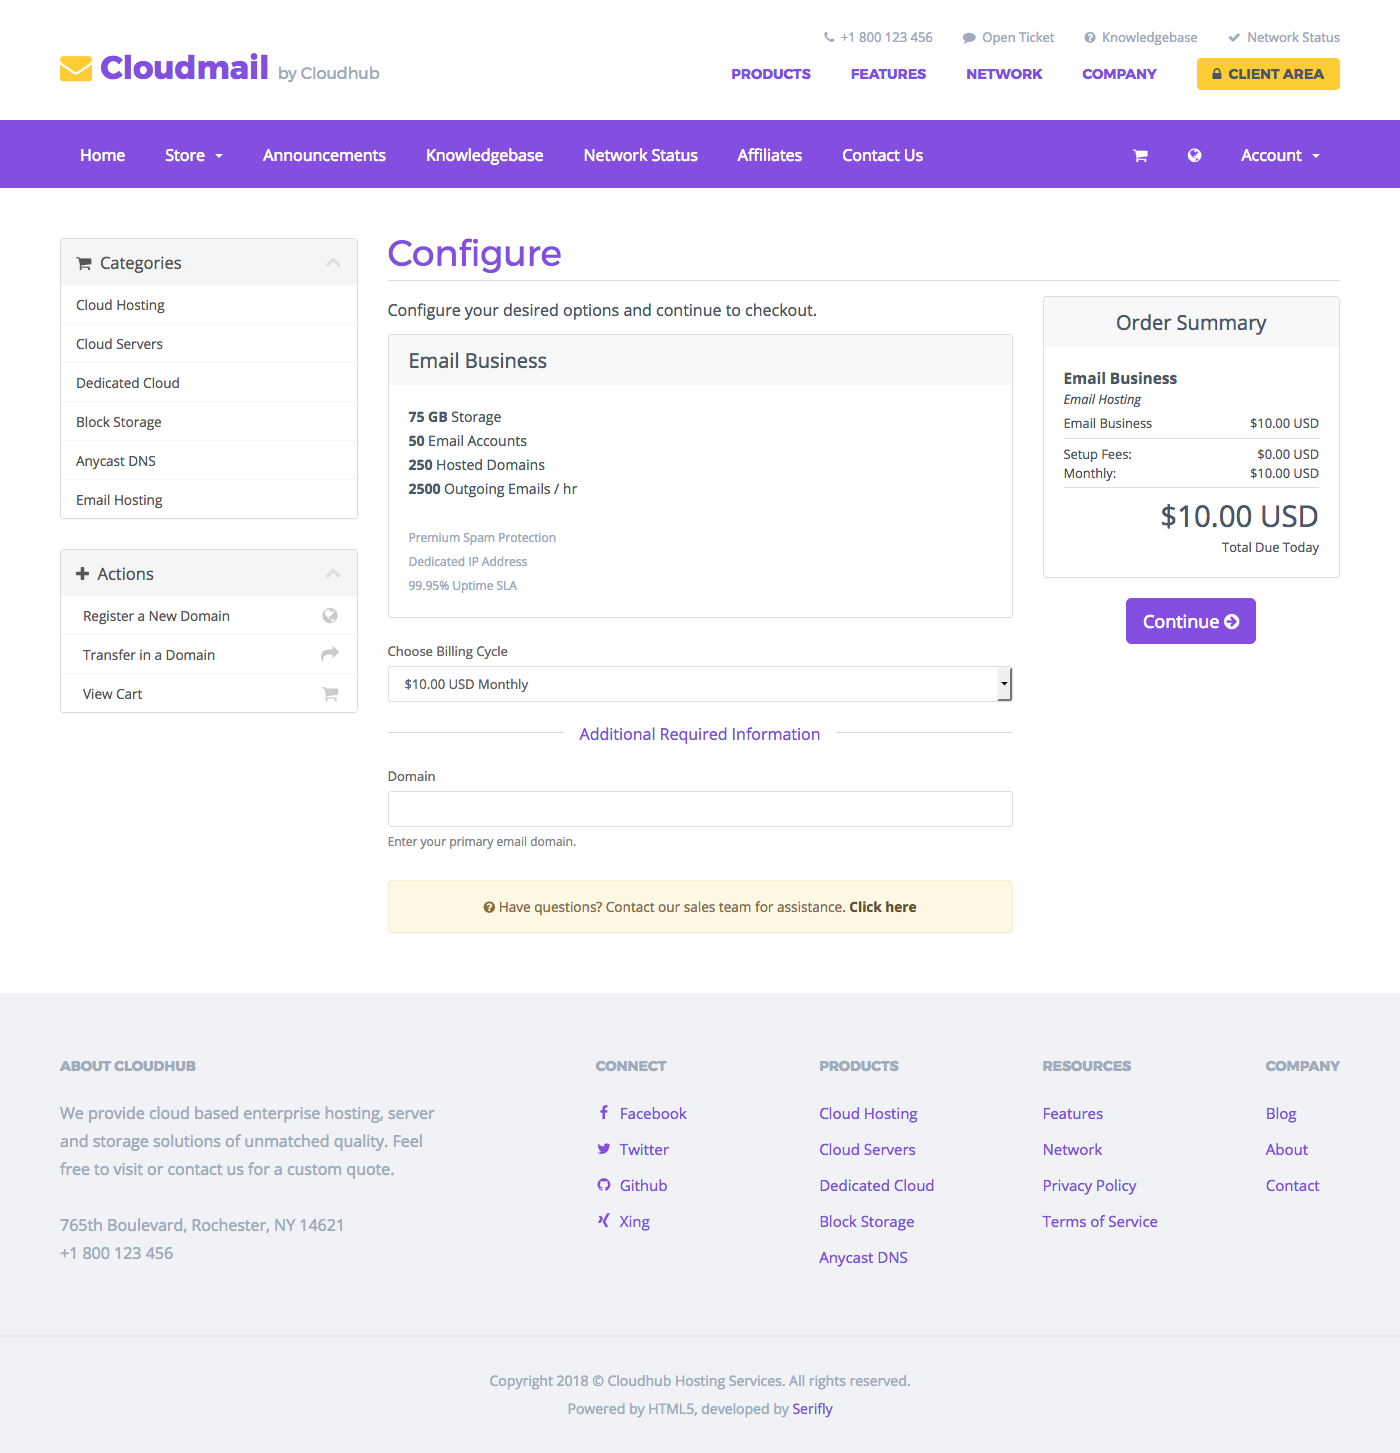 +1 800 123 456 Open Ticket Knowledgebase Network Status
Cloudmail by Cloudhub
PRODUCTS FEATURES NETWORK COMPANY CLIENT AREA
Home Store Announcements Knowledgebase Network Status Affiliates Contact Us Account
Categories
Cloud Hosting
Cloud Servers
Dedicated Cloud
Block Storage
Anycast DNS
Email Hosting
Actions
Register a New Domain
Transfer in a Domain
View Cart
Configure
Configure your desired options and continue to checkout.
Email Business
75 GB Storage
50 Email Accounts
250 Hosted Domains
2500 Outgoing Emails / hr
Premium Spam Protection
Dedicated IP Address
99.95% Uptime SLA
Choose Billing Cycle
$10.00 USD Monthly
Additional Required Information
Domain
Enter your primary email domain.
Have questions? Contact our sales team for assistance. Click here
Order Summary
Email Business
Email Hosting
Email Business $10.00 USD
Setup Fees: $0.00 USD
Monthly: $10.00 USD
$10.00 USD
Total Due Today
Continue
ABOUT CLOUDHUB
We provide cloud based enterprise hosting, server
and storage solutions of unmatched quality. Feel
free to visit or contact us for a custom quote.
765th Boulevard, Rochester, NY 14621
+1 800 123 456
CONNECT
Facebook
Twitter
Github
Xing
PRODUCTS
Cloud Hosting
Cloud Servers
Dedicated Cloud
Block Storage
Anycast DNS
RESOURCES
Features
Network
Privacy Policy
Terms of Service
COMPANY
Blog
About
Contact
Copyright 2018 © Cloudhub Hosting Services. All rights reserved.
Powered by HTML5, developed by Serifly